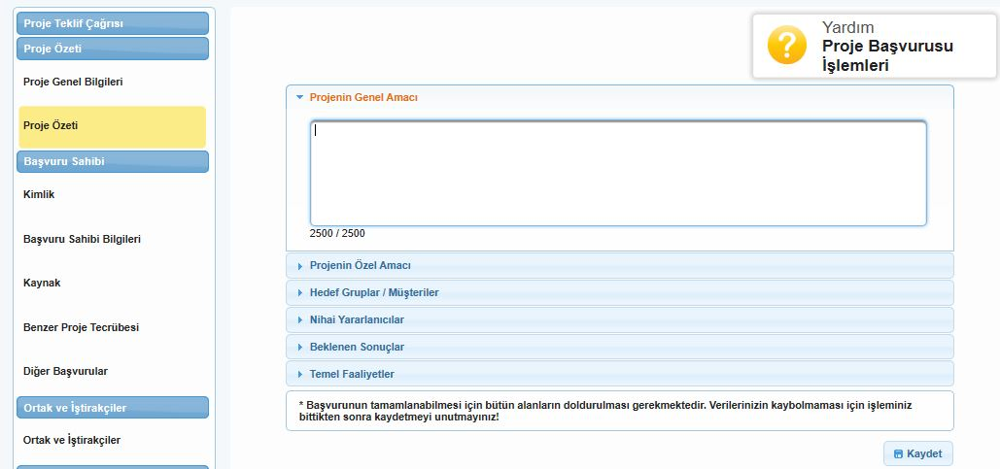 Proje Teklif Çağrısı
Proje Özeti
Proje Genel Bilgileri
Proje Özeti
Başvuru Sahibi
Kimlik
Başvuru Sahibi Bilgileri
Kaynak
Benzer Proje Tecrübesi
Diğer Başvurular
Ortak ve İştirakçiler
Ortak ve İştirakçiler
Yardım
Proje Başvurusu
İşlemleri
Projenin Genel Amacı
2500 / 2500
Projenin Özel Amacı
Hedef Gruplar / Müşteriler
Nihai Yararlanıcılar
Beklenen Sonuçlar
Temel Faaliyetler
* Başvurunun tamamlanabilmesi için bütün alanların doldurulması gerekmektedir. Verilerinizin kaybolmaması için işleminiz
bittikten sonra kaydetmeyi unutmayınız!
Kaydet